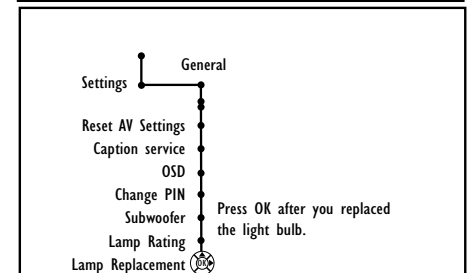 General
Settings
Reset AV Settings
Caption service
OSD
Change PIN
Subwoofer
Press OK after you replaced
the light bulb.
Lamp Rating
Lamp Replacement
OK